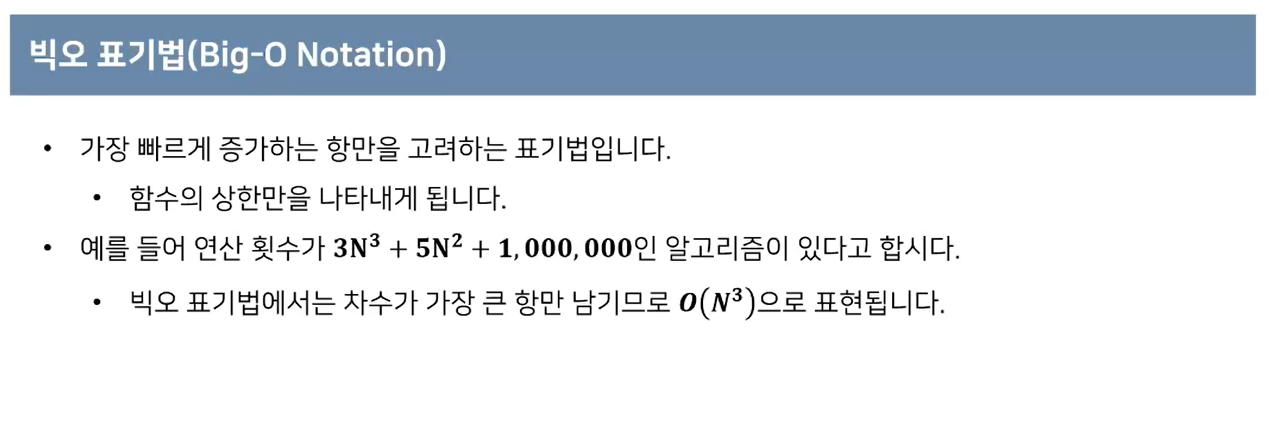 빅오 표기법(Big-O Notation)
• 가장 빠르게 증가하는 항만을 고려하는 표기법입니다.
• 함수의 상한만을 나타내게 됩니다.
• 예를 들어 연산 횟수가 3N³ + 5N² + 1,000,000인 알고리즘이 있다고 합시다.
• 빅오 표기법에서는 차수가 가장 큰 항만 남기므로 O(N³)으로 표현됩니다.